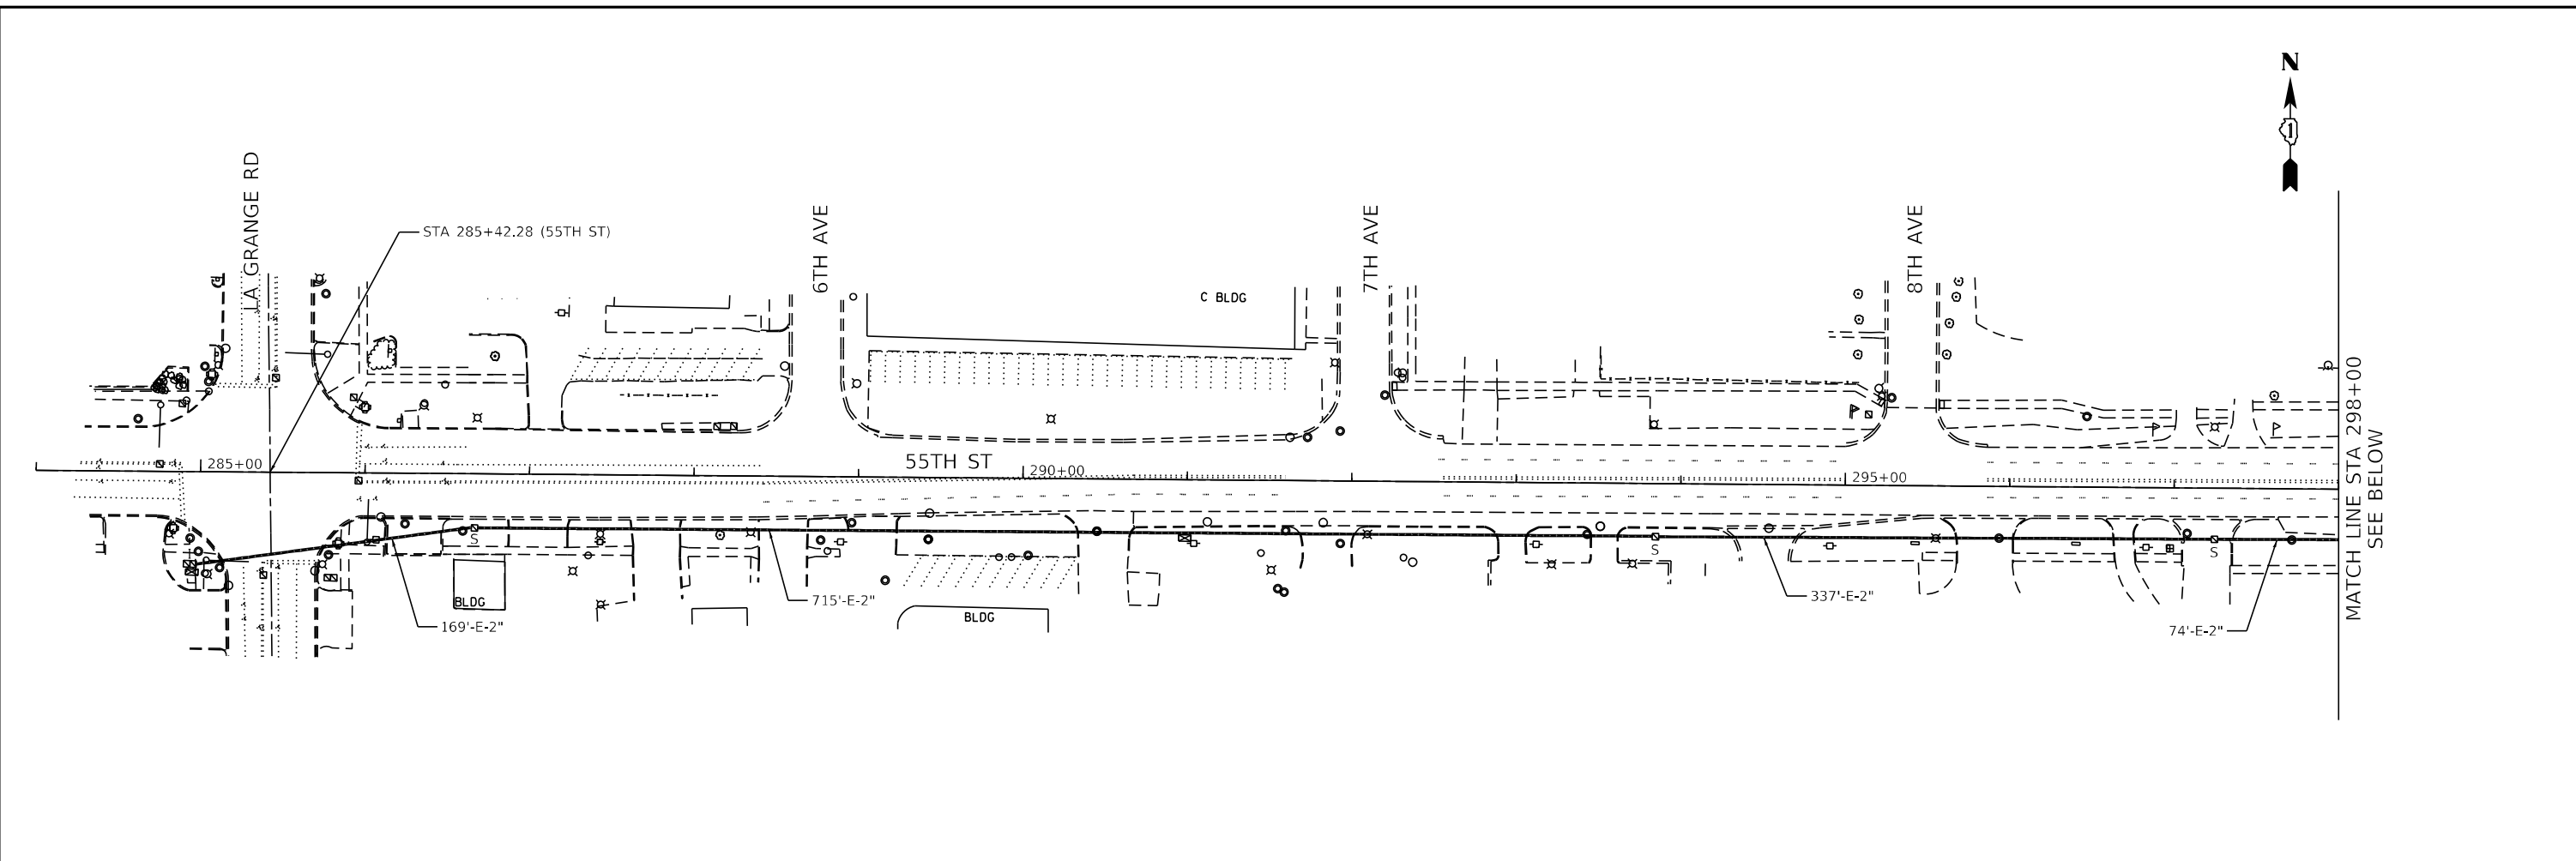 N
1
LA GRANGE RD
STA 285+42.28 (55TH ST)
6TH AVE
7TH AVE
8TH AVE
C BLDG
P
285+00
55TH ST
290+00
295+00
MATCH LINE STA 298+00
SEE BELOW
S
S
S
BLDG
169'-E-2"
715'-E-2"
BLDG
337'-E-2"
74'-E-2"